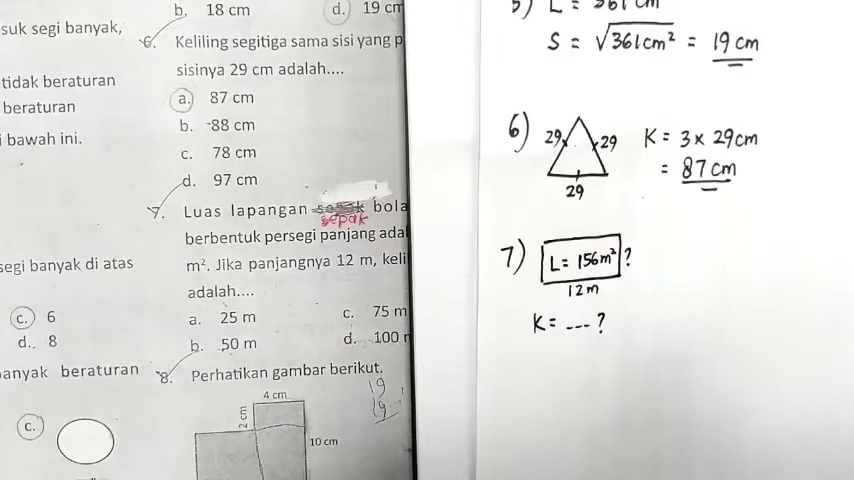 b. 18 cm
d. 19 cm
suk segi banyak,
tidak beraturan
beraturan
i bawah ini.
segi banyak di atas
c. 6
d. 8
anyak beraturan
c.
6. Keliling segitiga sama sisi yang p
sisinya 29 cm adalah....
a. 87 cm
b. 88 cm
c. 78 cm
d. 97 cm
7. Luas lapangan bola
sepak
berbentuk persegi panjang ada
m². Jika panjangnya 12 m, keli
adalah....
a. 25 m
c. 75 m
b. 50 m
d. 100 m
8. Perhatikan gambar berikut.
4 cm
2 cm
10 cm
19
19
5) L = 361 cm
S = √361cm² = 19 cm
6) 29 29 K = 3 x 29cm
= 87 cm
29
7) L = 156m² ?
12m
K = --- ?